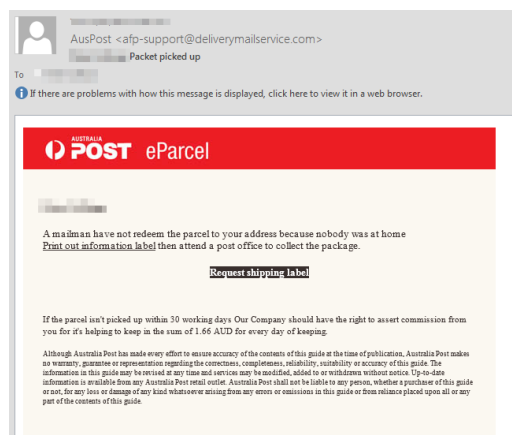 AusPost <afp-support@deliverymailservice.com>
Packet picked up
To
If there are problems with how this message is displayed, click here to view it in a web browser.
AUSTRALIA
POST eParcel
A mailman have not redeem the parcel to your address because nobody was at home
Print out information label then attend a post office to collect the package.
Request shipping label
If the parcel isn't picked up within 30 working days Our Company should have the right to assert commission from
you for it's helping to keep in the sum of 1.66 AUD for every day of keeping.
Although Australia Post has made every effort to ensure accuracy of the contents of this guide at the time of publication, Australia Post makes
no warranty, guarantee or representation regarding the correctness, completeness, reliability, suitability or accuracy of this guide. The
information in this guide may be revised at any time and services may be modified, added to or withdrawn without notice. Up-to-date
information is available from any Australia Post retail outlet. Australia Post shall not be liable to any person, whether a purchaser of this guide
or not, for any loss or damage of any kind whatsoever arising from any errors or omissions in this guide or from reliance placed upon all or any
part of the contents of this guide.